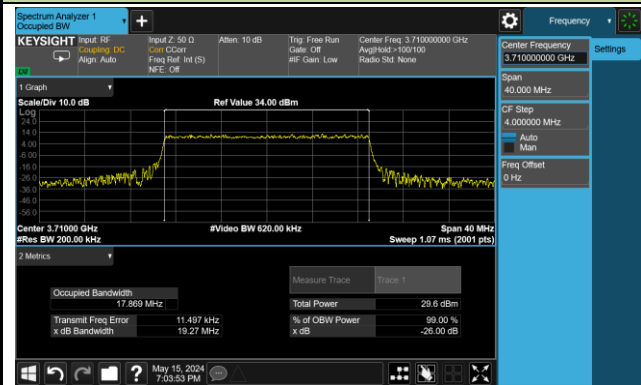 Spectrum Analyzer 1
Occupied BW
Frequency
KEYSIGHT
Input: RF
Coupling: DC
Align: Auto
Input Z: 50 Ω
Corr CCorr
Freq Ref: Int (S)
NFE: Off
Atten: 10 dB
Trig: Free Run
Gate: Off
#IF Gain: Low
Center Freq: 3.710000000 GHz
Avg|Hold:>100/100
Radio Std: None
Center Frequency
3.710000000 GHz
Settings
Span
40.000 MHz
CF Step
4.000000 MHz
Auto
Man
Freq Offset
0 Hz
1 Graph
Scale/Div 10.0 dB
Ref Value 34.00 dBm
Log
24.0
14.0
4.00
-6.00
-16.0
-26.0
-36.0
-46.0
-56.0
Center 3.71000 GHz
#Video BW 620.00 kHz
Span 40 MHz
#Res BW 200.00 kHz
Sweep 1.07 ms (2001 pts)
2 Metrics
Measure Trace
Trace 1
Occupied Bandwidth
17.869 MHz
Total Power
29.6 dBm
Transmit Freq Error
11.497 kHz
% of OBW Power
99.00 %
x dB Bandwidth
19.27 MHz
x dB
-26.00 dB
May 15, 2024
7:03:53 PM